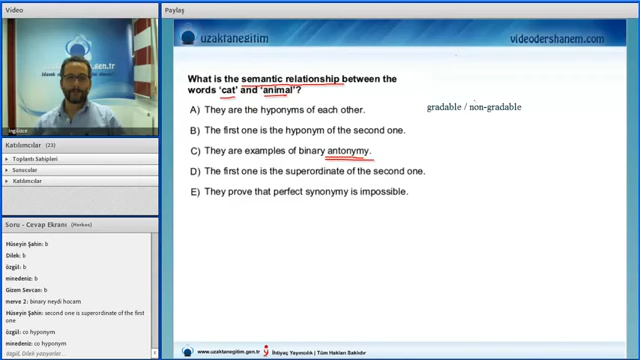 Video
Paylaş
uzaktanegitim
videodershanem.com
What is the semantic relationship between the
words ‘cat’ and ‘animal’?
A) They are the hyponyms of each other.
B) The first one is the hyponym of the second one.
C) They are examples of binary antonymy.
D) The first one is the superordinate of the second one.
E) They prove that perfect synonymy is impossible.
gradable / non-gradable
İngilizce
Katılımcılar (23)
Toplantı Sahipleri
Sunucular
Katılımcılar
Soru - Cevap Ekranı (Herkes)
Hüseyin Şahin: b
Dilek: b
özgül: b
minedeniz: b
Gizem Sevcan: b
merve 2: binary neydi hocam
Hüseyin Şahin: second one is superordinate of the first
one
özgül: co hyponym
minedeniz: co hyponym
özgül, Dilek yazıyorlar...
www.uzaktanegitim.gen.tr
İhtiyaç Yayıncılık | Tüm Hakları Saklıdır